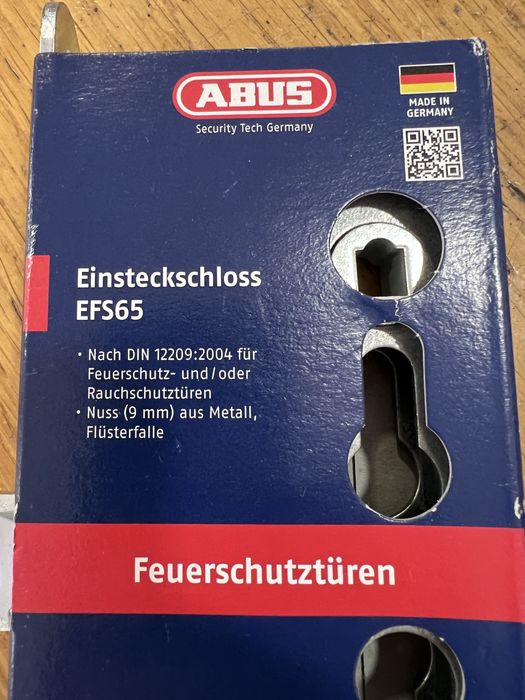 ABUS
Security Tech Germany
MADE IN
GERMANY
Einsteckschloss
EFS65
· Nach DIN 12209:2004 für
Feuerschutz- und/oder
Rauchschutztüren
· Nuss (9 mm) aus Metall,
Flüsterfalle
Feuerschutztüren